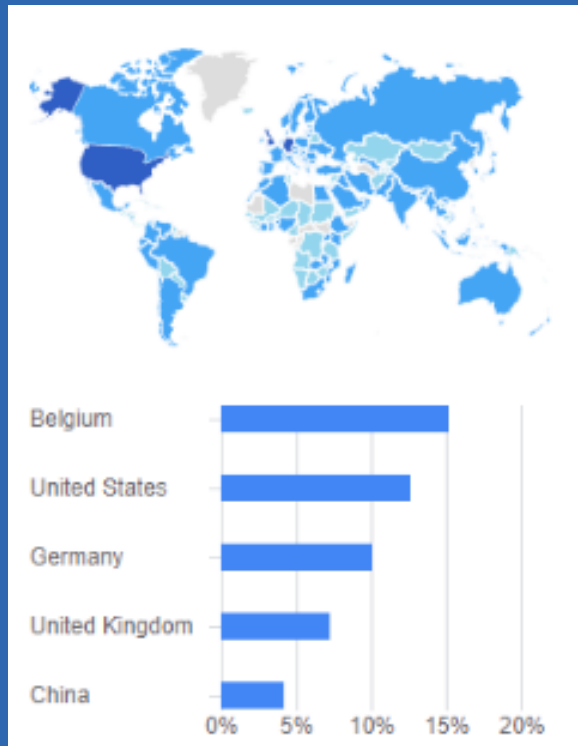 Belgium
United States
Germany
United Kingdom
China
0% 5% 10% 15% 20%